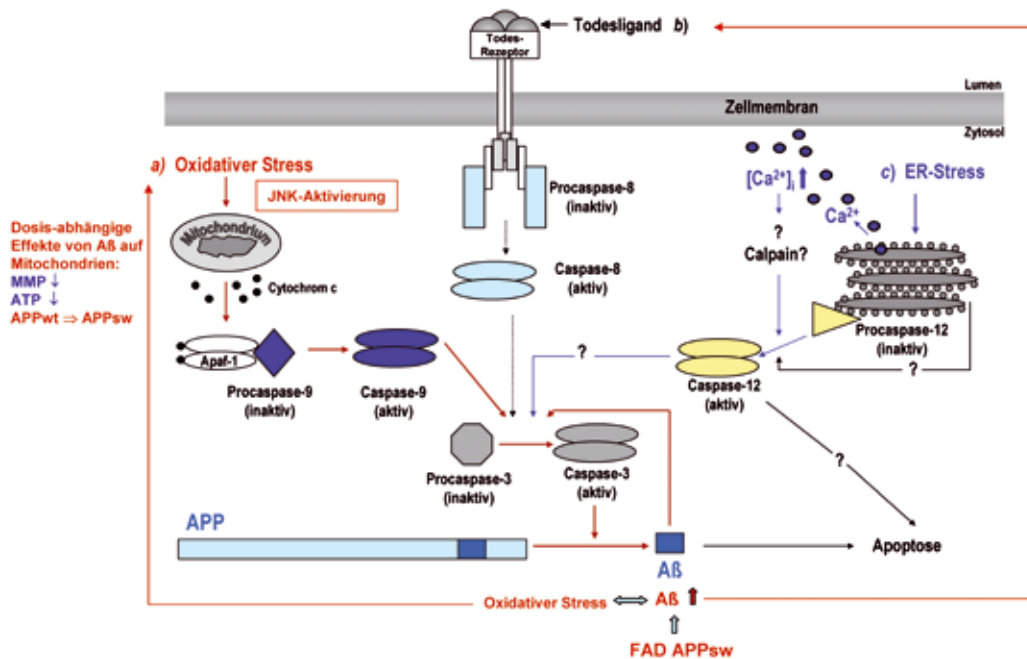 Todes-
Rezeptor
Todesligand b)
Lumen
Zellmembran
Zytosol
a) Oxidativer Stress
JNK-Aktivierung
Mitochondrium
Dosis-abhängige
Effekte von Aß auf
Mitochondrien:
MMP ↓
ATP ↓
APPwt ⇒ APPsw
Cytochrom c
Apaf-1
Procaspase-9
(inaktiv)
Caspase-9
(aktiv)
Procaspase-8
(inaktiv)
Caspase-8
(aktiv)
[Ca²⁺]i
c) ER-Stress
Ca²⁺
?
Calpain?
Procaspase-12
(inaktiv)
?
?
Caspase-12
(aktiv)
?
Procaspase-3
(inaktiv)
Caspase-3
(aktiv)
APP
Aß
Apoptose
Oxidativer Stress
Aß
FAD APPsw